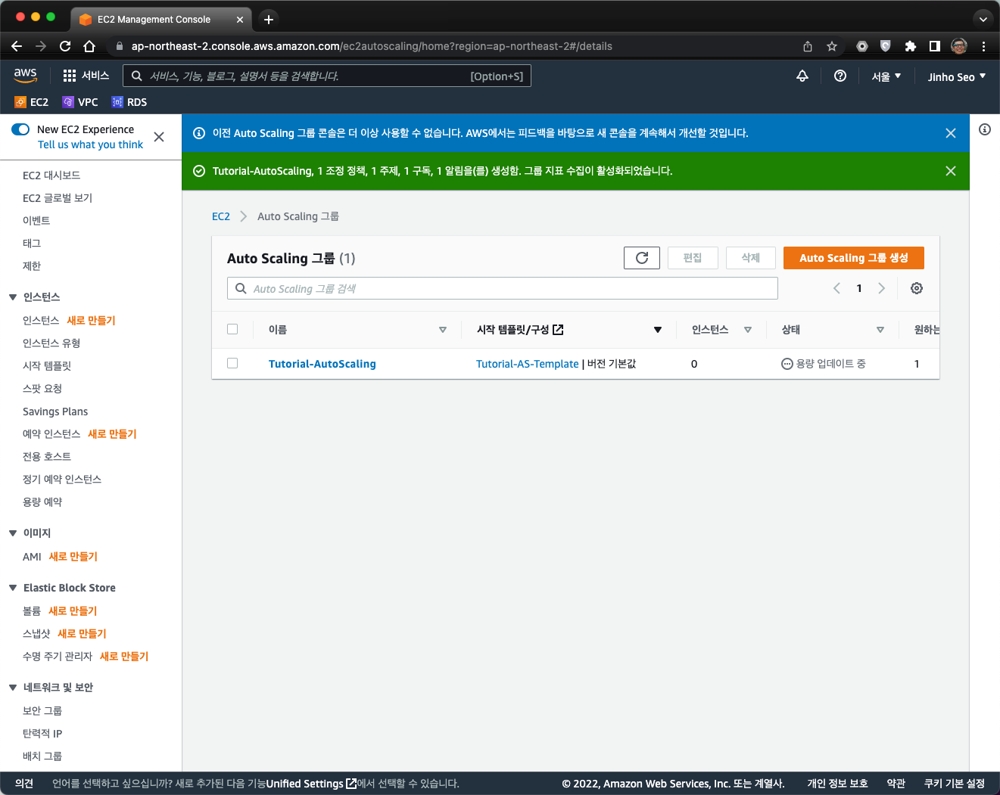 EC2 Management Console
ap-northeast-2.console.aws.amazon.com/ec2autoscaling/home?region=ap-northeast-2#/details
aws 서비스 서비스, 기능, 블로그, 설명서 등을 검색합니다. [Option+S] 서울 Jinho Seo
EC2 VPC RDS
New EC2 Experience
Tell us what you think
EC2 대시보드
EC2 글로벌 보기
이벤트
태그
제한
인스턴스
인스턴스 새로 만들기
인스턴스 유형
시작 템플릿
스팟 요청
Savings Plans
예약 인스턴스 새로 만들기
전용 호스트
정기 예약 인스턴스
용량 예약
이미지
AMI 새로 만들기
Elastic Block Store
볼륨 새로 만들기
스냅샷 새로 만들기
수명 주기 관리자 새로 만들기
네트워크 및 보안
보안 그룹
탄력적 IP
배치 그룹
이전 Auto Scaling 그룹 콘솔은 더 이상 사용할 수 없습니다. AWS에서는 피드백을 바탕으로 새 콘솔을 계속해서 개선할 것입니다.
Tutorial-AutoScaling, 1 조정 정책, 1 주제, 1 구독, 1 알림을(를) 생성함. 그룹 지표 수집이 활성화되었습니다.
EC2 Auto Scaling 그룹
Auto Scaling 그룹 (1) 편집 삭제 Auto Scaling 그룹 생성
Auto Scaling 그룹 검색 1
이름 시작 템플릿/구성 인스턴스 상태 원하는
Tutorial-AutoScaling Tutorial-AS-Template | 버전 기본값 0 용량 업데이트 중 1
의견 언어를 선택하고 싶으십니까? 새로 추가된 다음 기능Unified Settings에서 선택할 수 있습니다. © 2022, Amazon Web Services, Inc. 또는 계열사. 개인 정보 보호 약관 쿠키 기본 설정